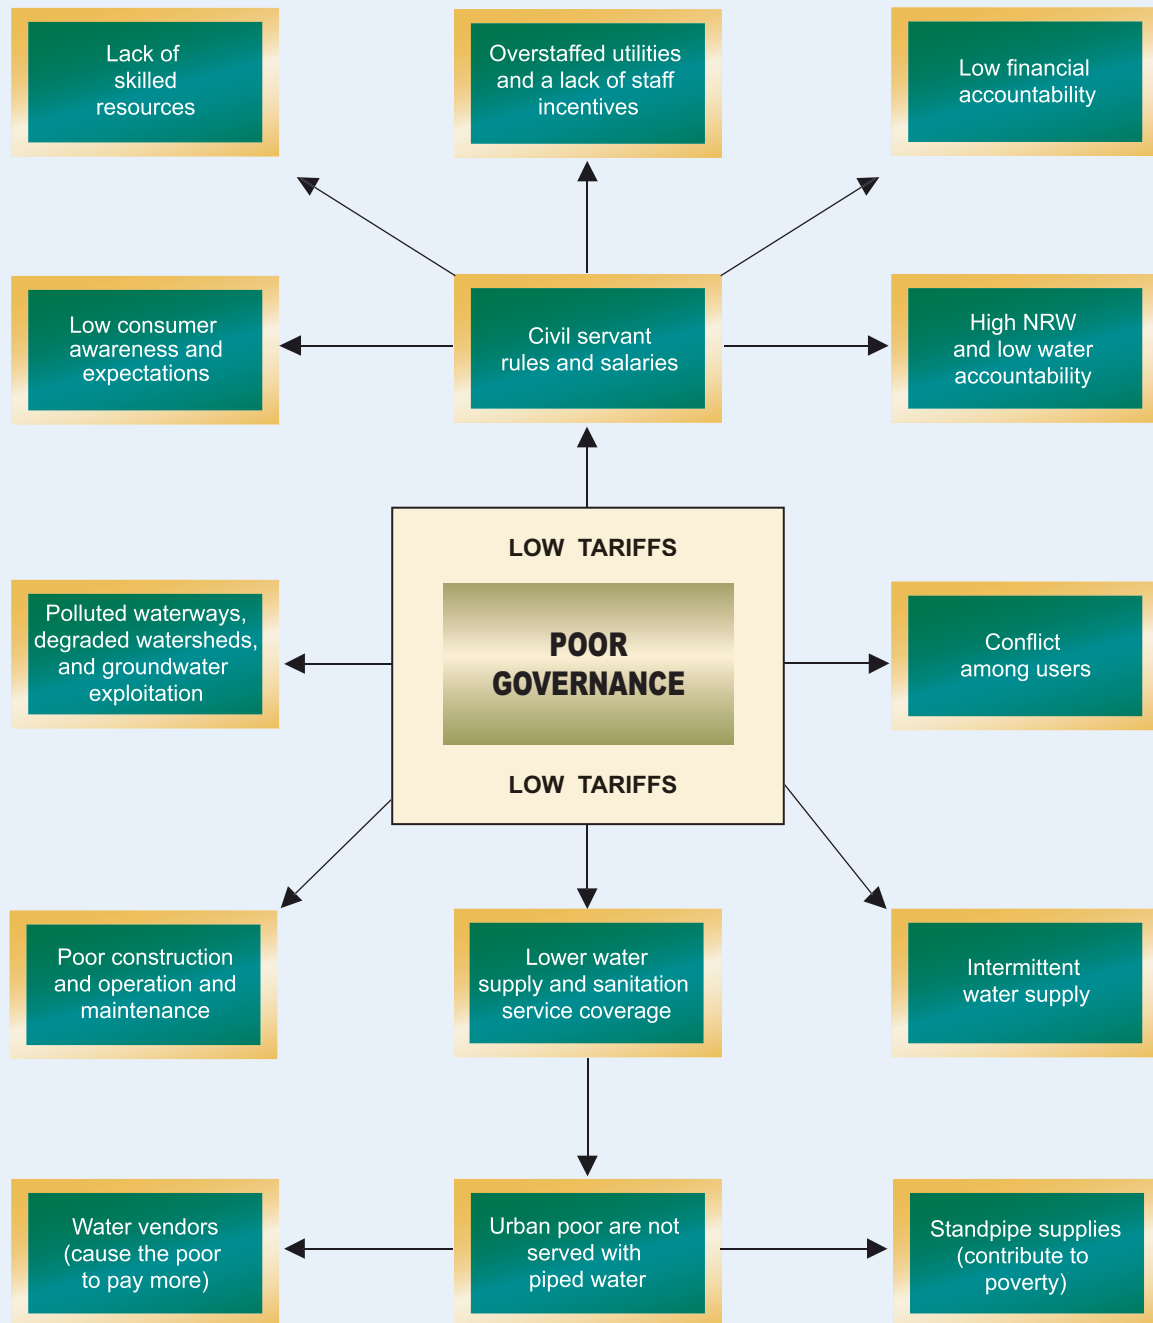 Lack of
skilled
resources
Overstaffed utilities
and a lack of staff
incentives
Low financial
accountability
Low consumer
awareness and
expectations
Civil servant
rules and salaries
High NRW
and low water
accountability
LOW TARIFFS
POOR
GOVERNANCE
LOW TARIFFS
Polluted waterways,
degraded watersheds,
and groundwater
exploitation
Conflict
among users
Poor construction
and operation and
maintenance
Lower water
supply and sanitation
service coverage
Intermittent
water supply
Water vendors
(cause the poor
to pay more)
Urban poor are not
served with
piped water
Standpipe supplies
(contribute to
poverty)